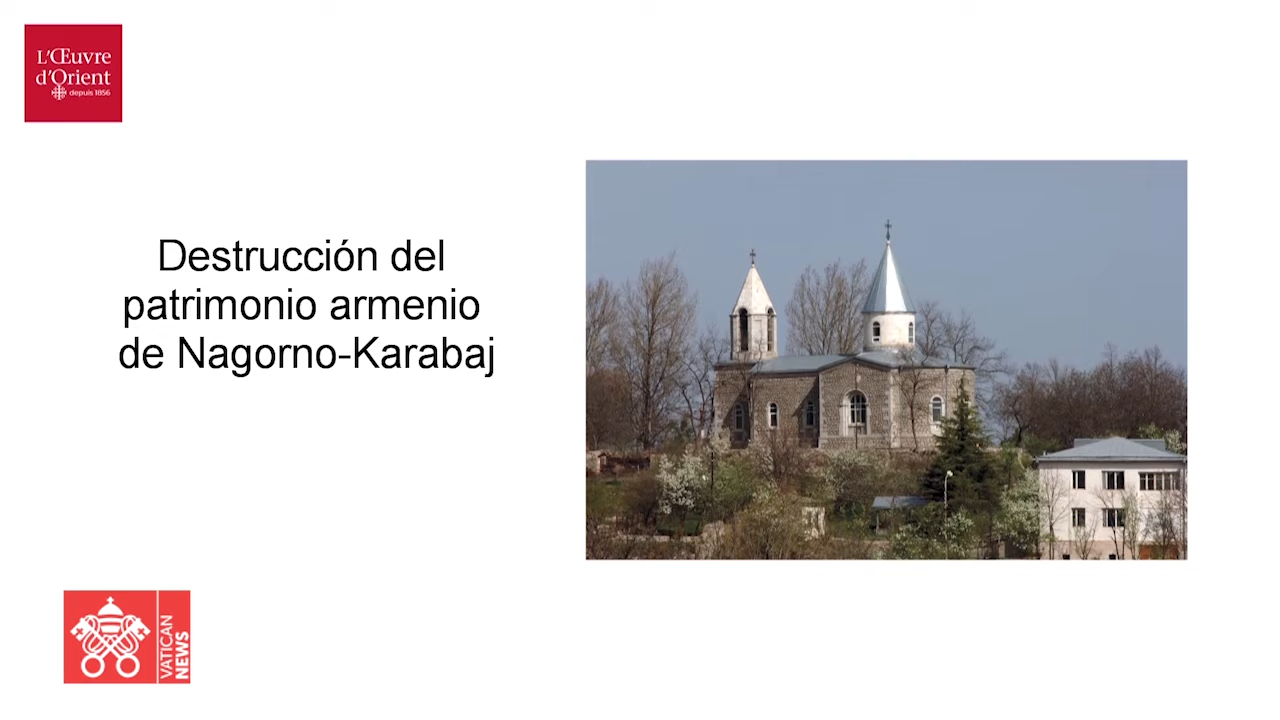 L'Œuvre
d'Orient
depuis 1856
Destrucción del
patrimonio armenio
de Nagorno-Karabaj
VATICAN
NEWS